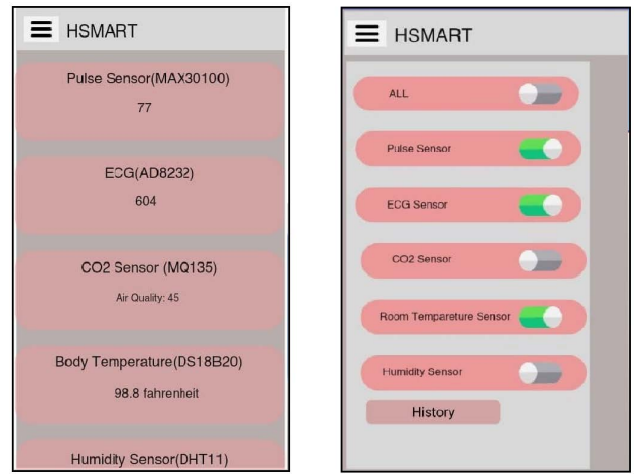 HSMART
Pulse Sensor(MAX30100)
77
ECG(AD8232)
604
CO2 Sensor (MQ135)
Air Quality: 45
Body Temperature(DS18B20)
98.8 fahrenheit
Humidity Sensor(DHT11)
HSMART
ALL
Pulse Sensor
ECG Sensor
CO2 Sensor
Room Tempareture Sensor
Humidity Sensor
History